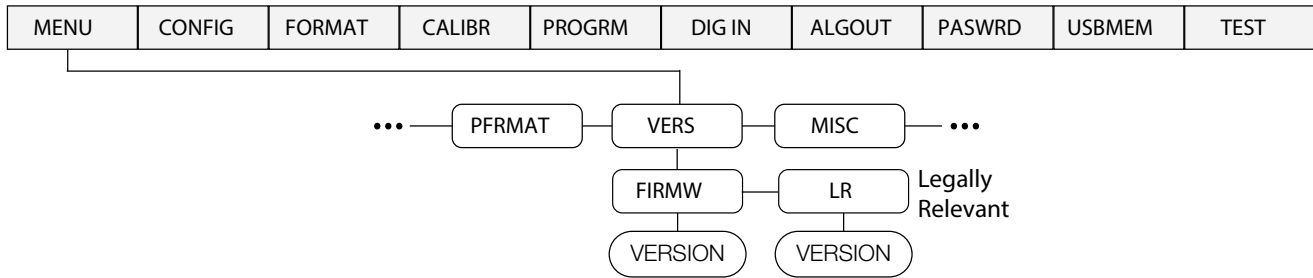 MENU CONFIG FORMAT CALIBR PROGRM DIG IN ALGOUT PASWRD USBMEM TEST
••• PFRMAT VERS MISC •••
FIRMW LR Legally
Relevant
VERSION VERSION